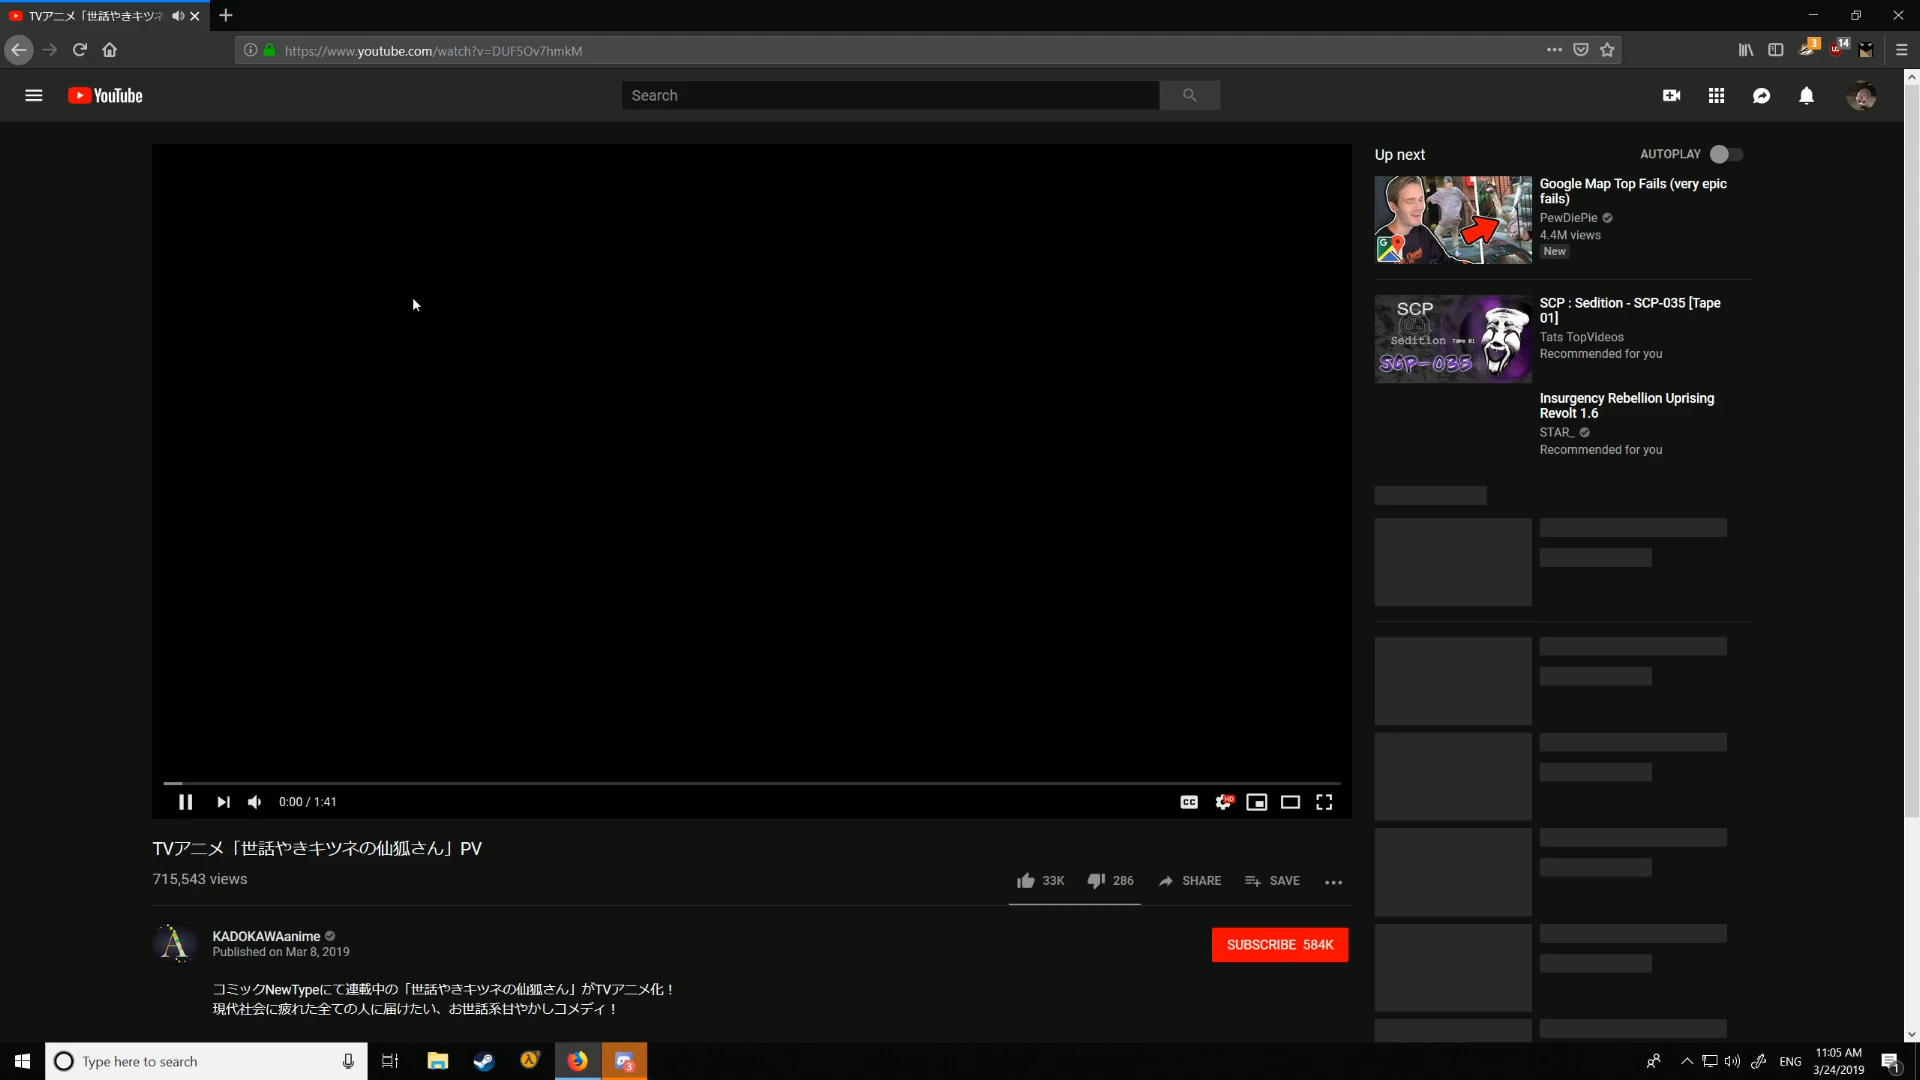 TVアニメ「世話やきキツネ
https://www.youtube.com/watch?v=DUF5Ov7hmkM
3
14
YouTube
Search
Up next
AUTOPLAY
Google Map Top Fails (very epic
fails)
PewDiePie
4.4M views
New
SCP
Sedition Tape 01
SCP-035
SCP : Sedition - SCP-035 [Tape
01]
Tats TopVideos
Recommended for you
Insurgency Rebellion Uprising
Revolt 1.6
STAR_
Recommended for you
0:00 / 1:41
CC
HD
TVアニメ「世話やきキツネの仙狐さん」PV
715,543 views
33K
286
SHARE
SAVE
KADOKAWAanime
Published on Mar 8, 2019
SUBSCRIBE 584K
コミックNewTypeにて連載中の「世話やきキツネの仙狐さん」がTVアニメ化！
現代社会に疲れた全ての人に届けたい、お世話系甘やかしコメディ！
Type here to search
3
ENG
11:05 AM
3/24/2019
1